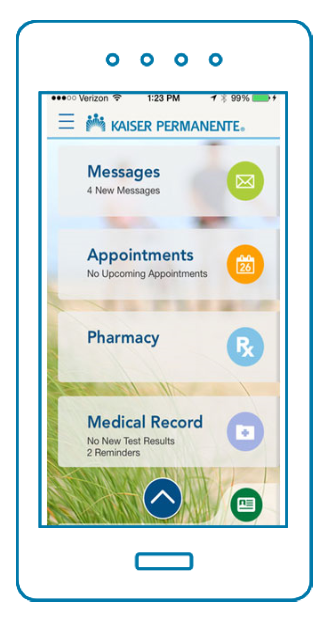 Verizon 1:23 PM 99%
KAISER PERMANENTE®
Messages
4 New Messages
Appointments
No Upcoming Appointments
26
Pharmacy
Rx
Medical Record
No New Test Results
2 Reminders